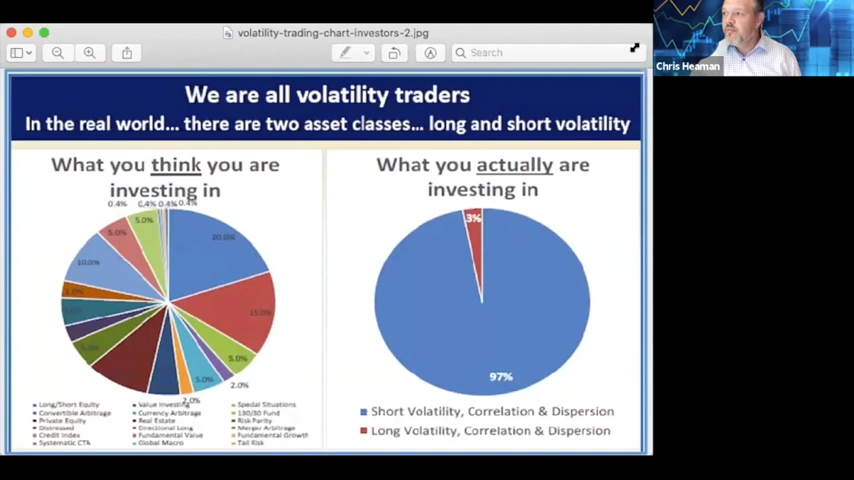 volatility-trading-chart-investors-2.jpg
Search
Chris Heaman
We are all volatility traders
In the real world... there are two asset classes... long and short volatility
What you think you are
investing in
0.4% 0.4% 0.4% 0.4%
5.0%
5.0%
20.0%
10.0%
15.0%
5.0%
5.0%
2.0%
2.0%
Long/Short Equity
Value Investing
Special Situations
Convertible Arbitrage
Currency Arbitrage
130/30 Fund
Private Equity
Real Estate
Risk Parity
Distressed
Directional Long
Merger Arbitrage
Credit Index
Fundamental Value
Fundamental Growth
Systematic CTA
Global Macro
Tail Risk
What you actually are
investing in
3%
97%
Short Volatility, Correlation & Dispersion
Long Volatility, Correlation & Dispersion